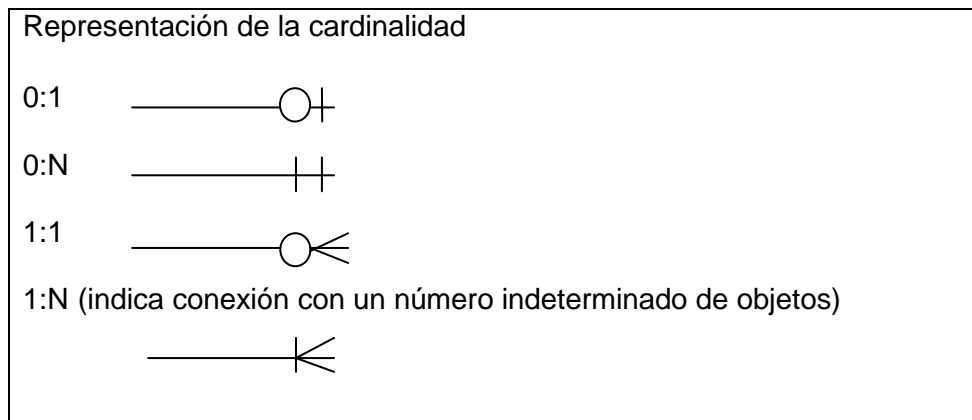 Representación de la cardinalidad
0:1
0:N
1:1
1:N (indica conexión con un número indeterminado de objetos)